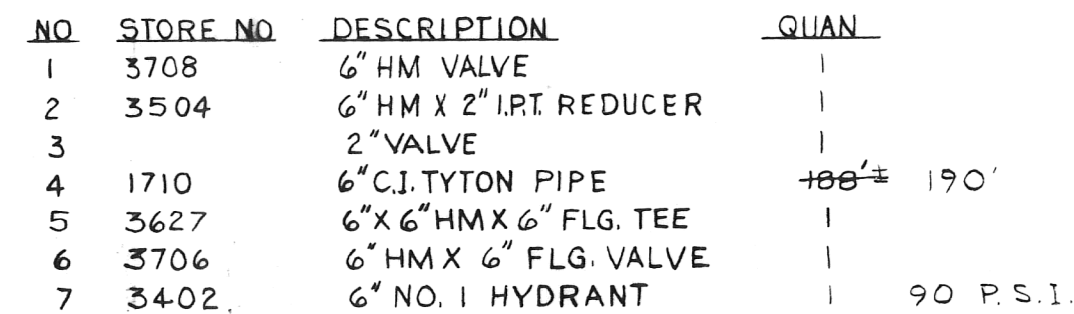 NO STORE NO DESCRIPTION QUAN
1 3708 6" HM VALVE 1
2 3504 6" HM X 2" I.P.T. REDUCER 1
3 2" VALVE 1
4 1710 6" C.I. TYTON PIPE 188'± 190'
5 3627 6" X 6" HM X 6" FLG. TEE 1
6 3706 6" HM X 6" FLG. VALVE 1
7 3402 6" NO. 1 HYDRANT 1 90 P.S.I.